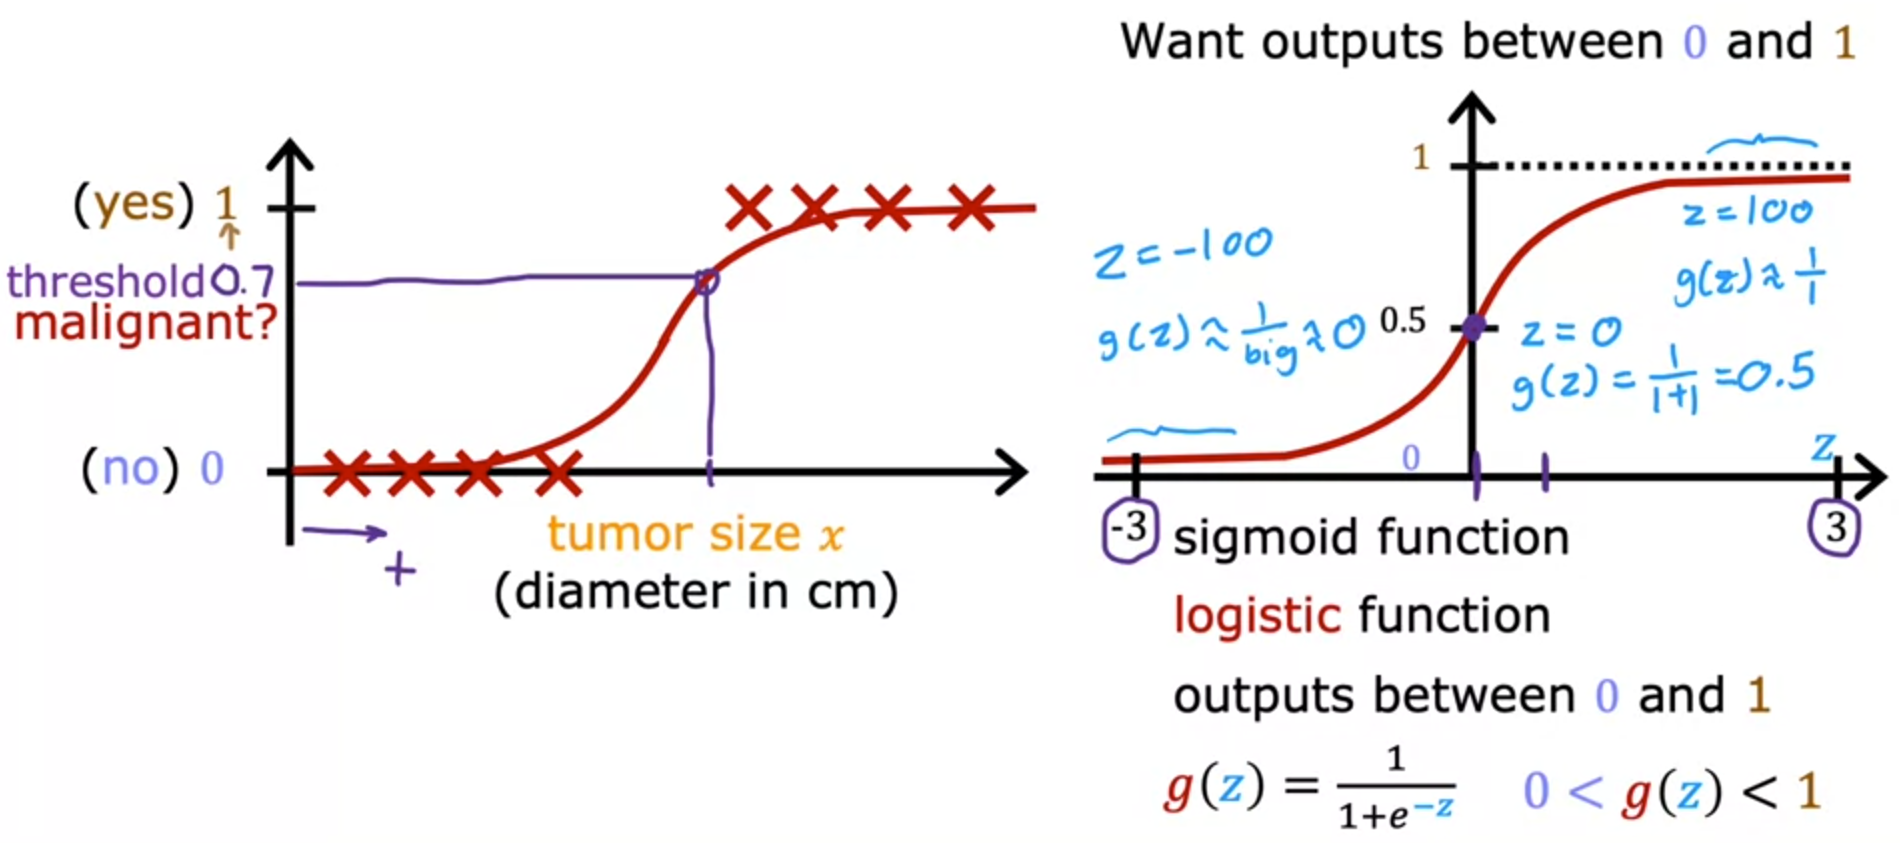 (yes) 1
↑
threshold 0.7
malignant?
(no) 0
+
tumor size x
(diameter in cm)
Want outputs between 0 and 1
1
z = 100
g(z) ≈ 1/1
z = -100
g(z) ≈ 1/big ≈ 0
0.5
z = 0
g(z) = 1/1+1 = 0.5
0
z
-3
3
sigmoid function
logistic function
outputs between 0 and 1
g(z) = 1/1+e^-z 0 < g(z) < 1